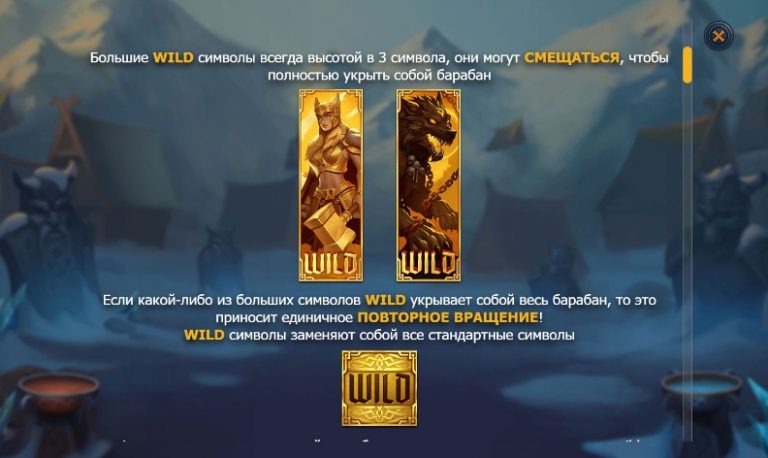 Большие WILD символы всегда высотой в 3 символа, они могут СМЕЩАТЬСЯ, чтобы
полностью укрыть собой барабан
WILD WILD
Если какой-либо из больших символов WILD укрывает собой весь барабан, то это
приносит единичное ПОВТОРНОЕ ВРАЩЕНИЕ!
WILD символы заменяют собой все стандартные символы
WILD